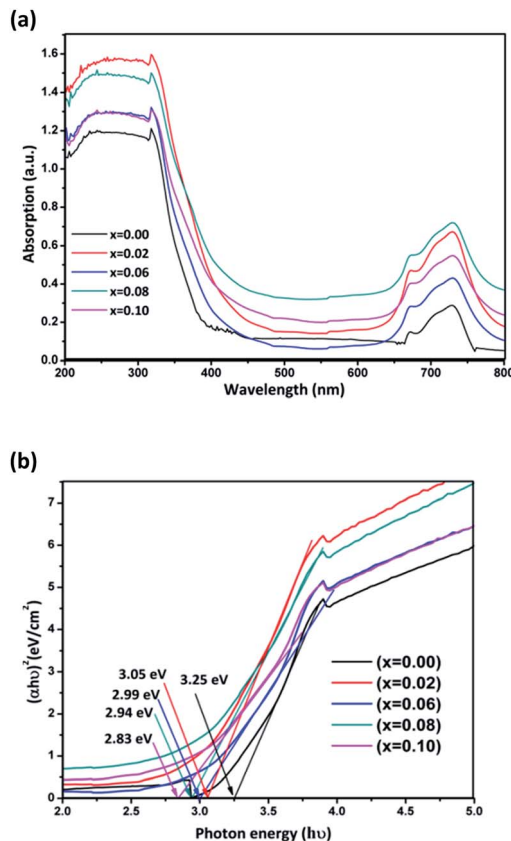 (a)
1.6
1.4
1.2
1.0
0.8
0.6
0.4
0.2
0.0
Absorption (a.u.)
x=0.00
x=0.02
x=0.06
x=0.08
x=0.10
200 300 400 500 600 700 800
Wavelength (nm)
(b)
7
6
5
4
3
2
1
0
(αhυ)²(eV/cm²)
3.05 eV
3.25 eV
2.99 eV
2.94 eV
2.83 eV
(x=0.00)
(x=0.02)
(x=0.06)
(x=0.08)
(x=0.10)
2.0 2.5 3.0 3.5 4.0 4.5 5.0
Photon energy (hυ)